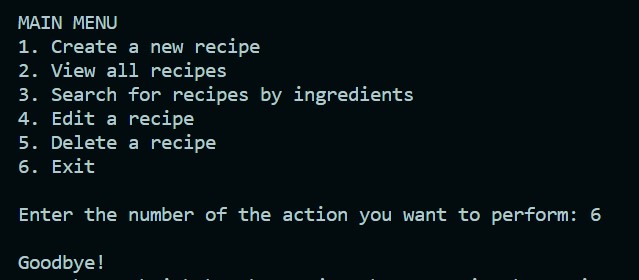 MAIN MENU
1. Create a new recipe
2. View all recipes
3. Search for recipes by ingredients
4. Edit a recipe
5. Delete a recipe
6. Exit
Enter the number of the action you want to perform: 6
Goodbye!